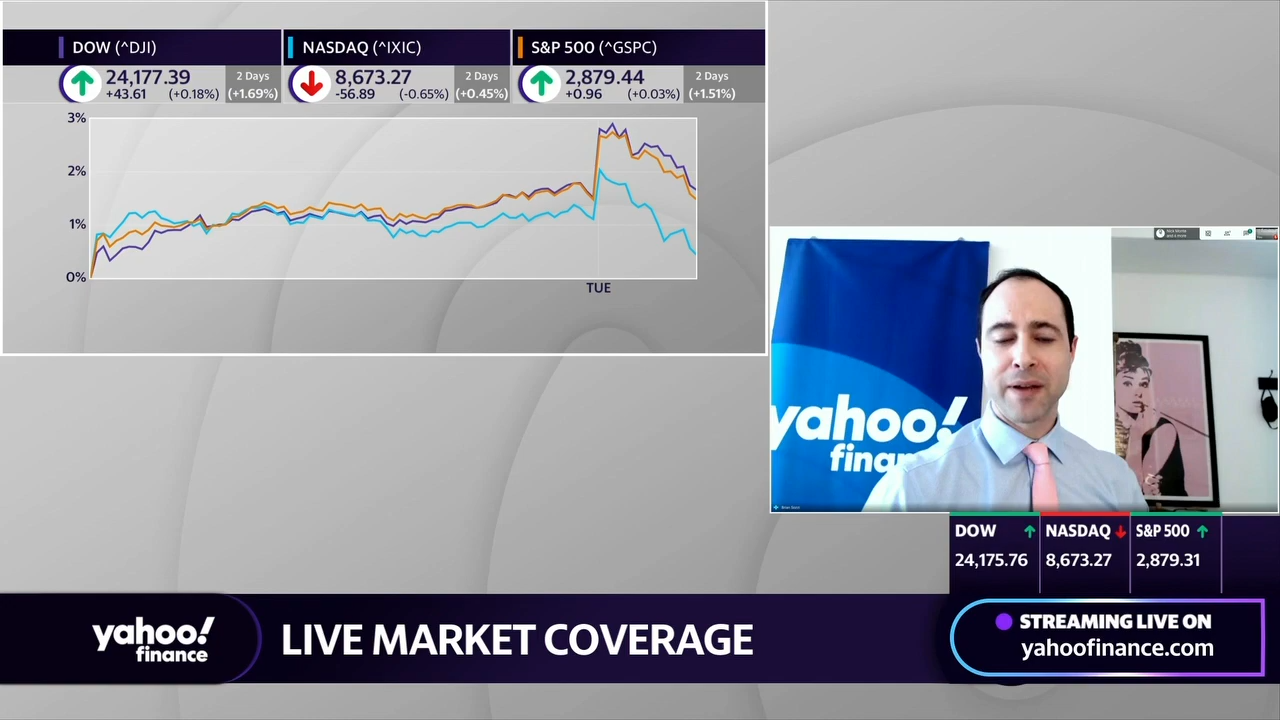 DOW (^DJI)
24,177.39
+43.61 (+0.18%)
2 Days
(+1.69%)
NASDAQ (^IXIC)
8,673.27
-56.89 (-0.65%)
2 Days
(+0.45%)
S&P 500 (^GSPC)
2,879.44
+0.96 (+0.03%)
2 Days
(+1.51%)
3%
2%
1%
0%
TUE
yahoo!
finan
DOW
24,175.76
NASDAQ
8,673.27
S&P 500
2,879.31
yahoo!
finance
LIVE MARKET COVERAGE
STREAMING LIVE ON
yahoofinance.com